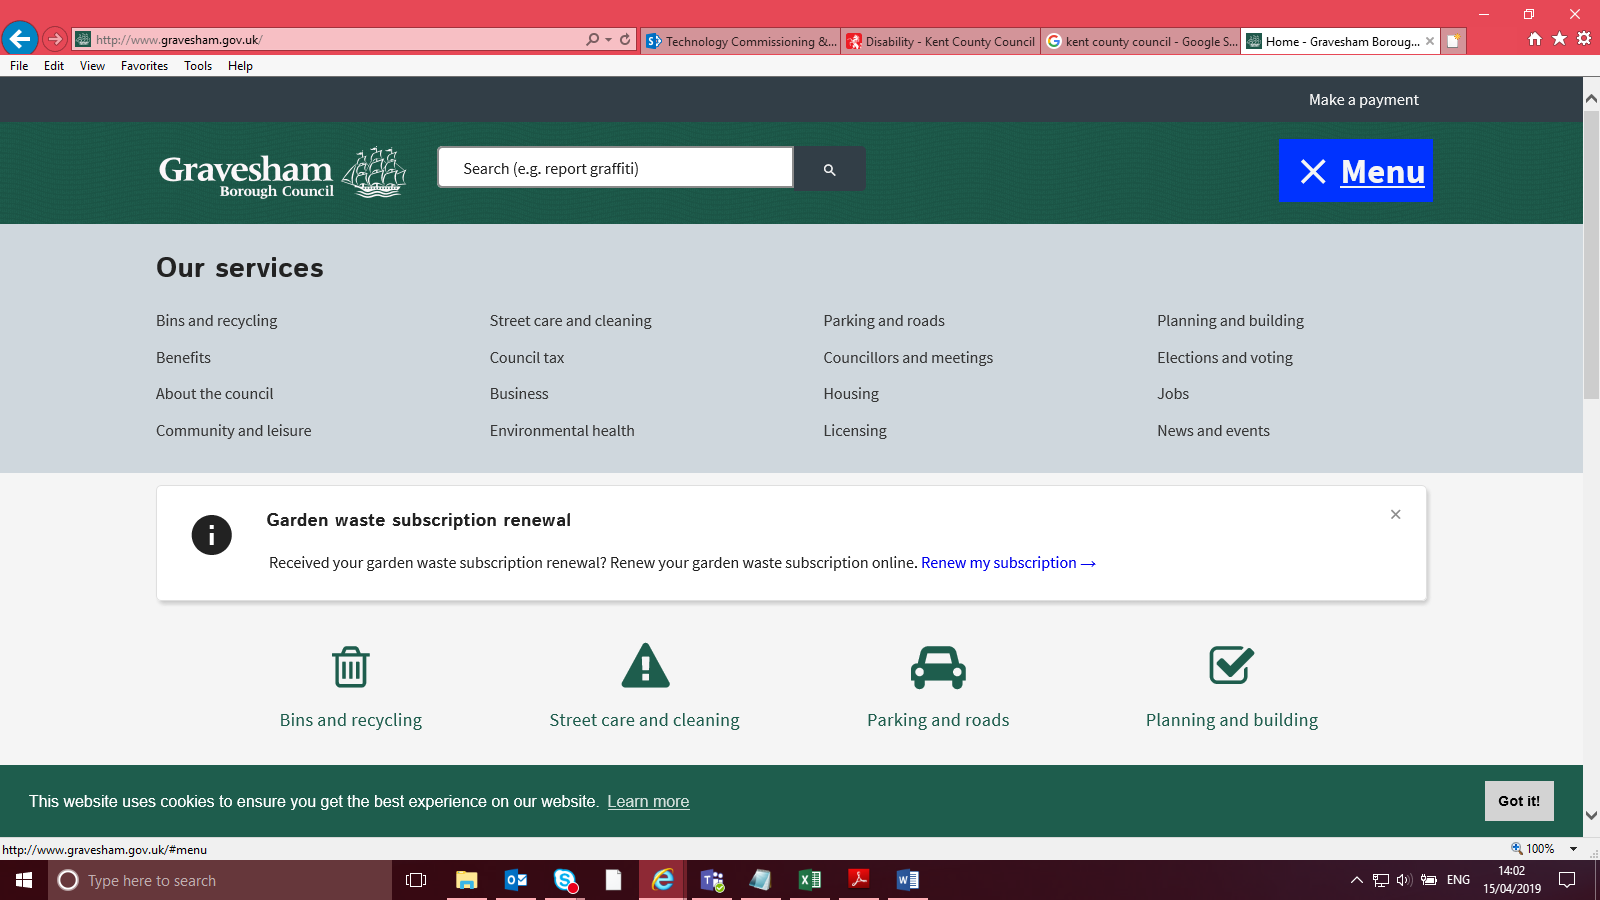 http://www.gravesham.gov.uk/
Technology Commissioning &...
Disability - Kent County Council
kent county council - Google S...
Home - Gravesham Boroug...
File Edit View Favorites Tools Help
Make a payment
Gravesham
Borough Council
Search (e.g. report graffiti)
Menu
Our services
Bins and recycling Street care and cleaning Parking and roads Planning and building
Benefits Council tax Councillors and meetings Elections and voting
About the council Business Housing Jobs
Community and leisure Environmental health Licensing News and events
Garden waste subscription renewal
Received your garden waste subscription renewal? Renew your garden waste subscription online. Renew my subscription →
Bins and recycling Street care and cleaning Parking and roads Planning and building
This website uses cookies to ensure you get the best experience on our website. Learn more
Got it!
http://www.gravesham.gov.uk/#menu
100%
Type here to search
ENG
14:02
15/04/2019